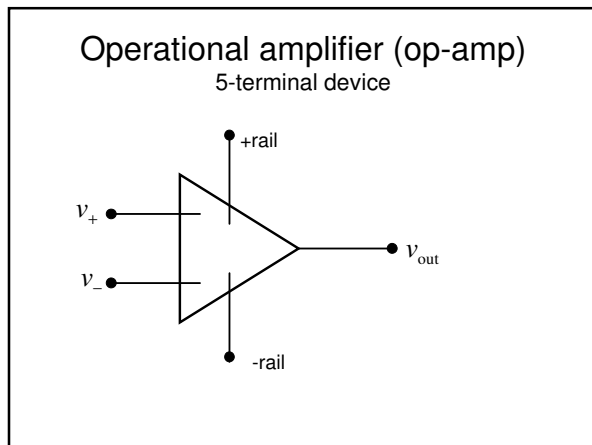 Operational amplifier (op-amp)
5-terminal device
+rail
v₊
v₋
vout
-rail